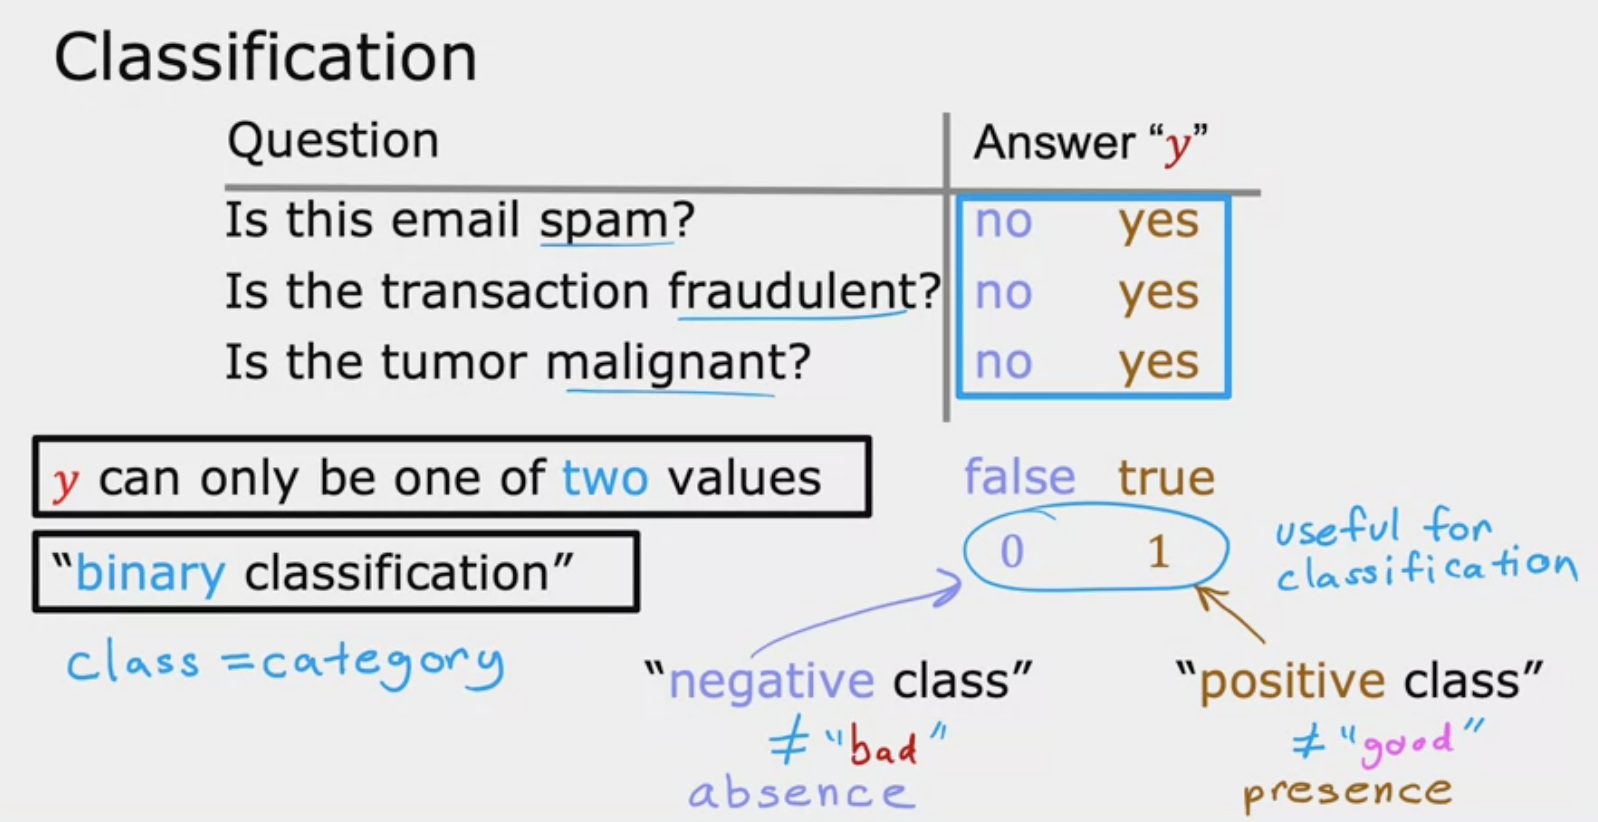 Classification
Question Answer “y”
Is this email spam? no yes
Is the transaction fraudulent? no yes
Is the tumor malignant? no yes
y can only be one of two values
false true
0 1
useful for
classification
“binary classification”
class = category
“negative class” “positive class”
≠ “bad” ≠ “good”
absence presence